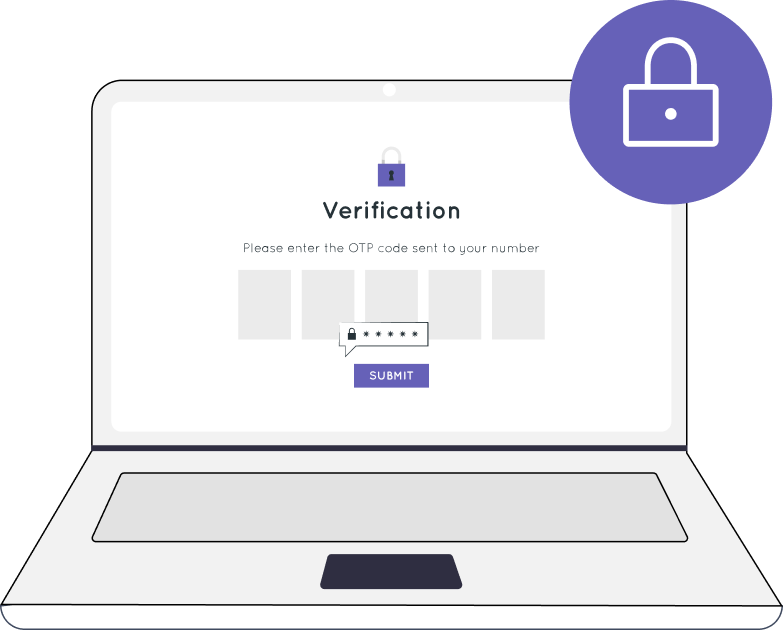 Verification
Please enter the OTP code sent to your number
* * * * *
SUBMIT